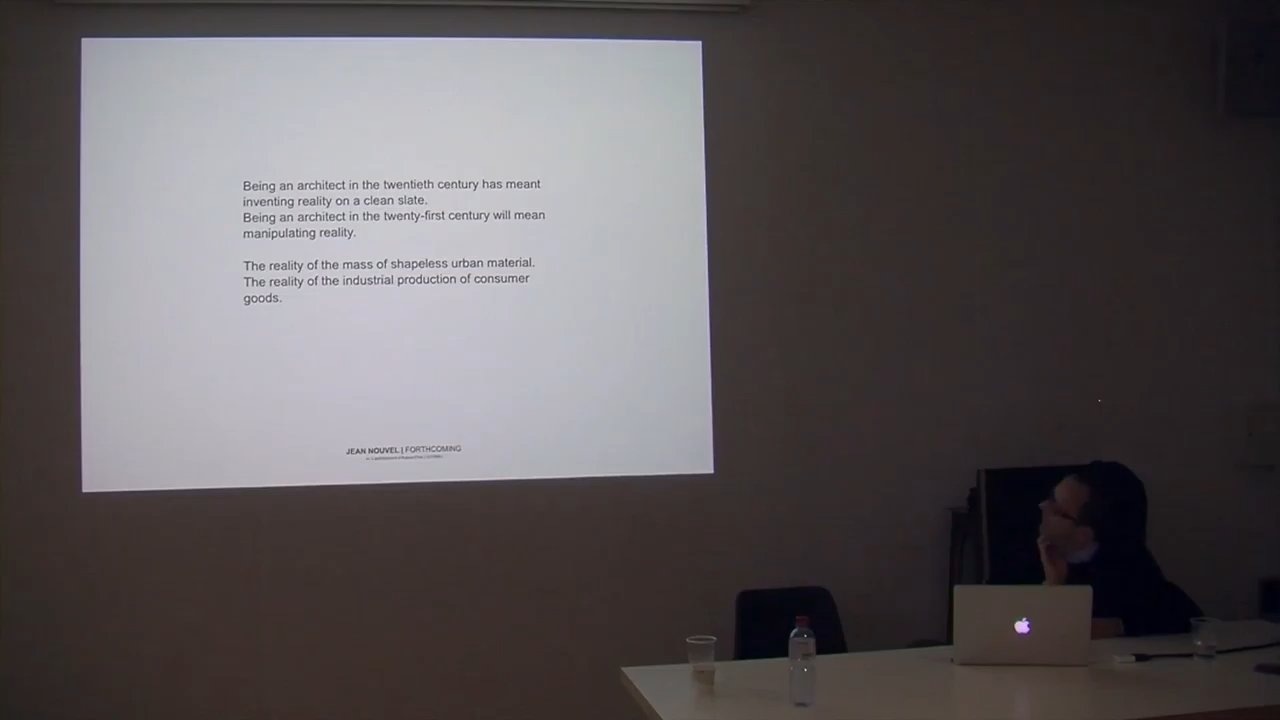 Being an architect in the twentieth century has meant
inventing reality on a clean slate.
Being an architect in the twenty-first century will mean
manipulating reality.
The reality of the mass of shapeless urban material.
The reality of the industrial production of consumer
goods.
JEAN NOUVEL | FORTHCOMING